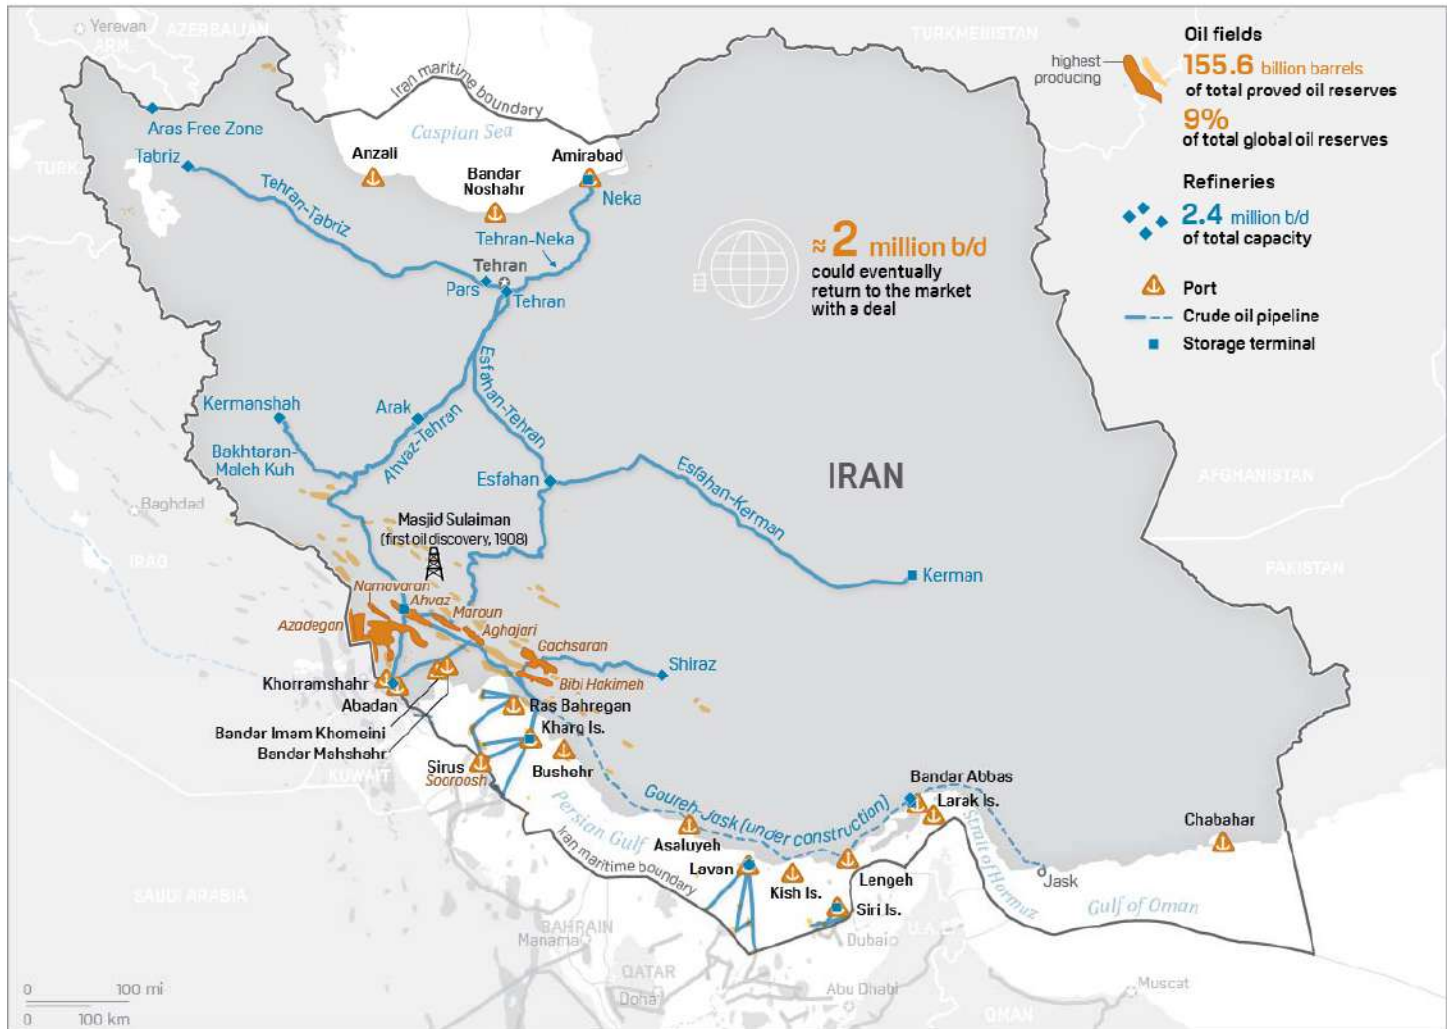 Yerevan
ARM.
AZERBAIJAN
TURKMENISTAN
Oil fields
highest
producing
155.6 billion barrels
of total proved oil reserves
9%
of total global oil reserves
Refineries
2.4 million b/d
of total capacity
Port
Crude oil pipeline
Storage terminal
Iran maritime boundary
Caspian Sea
Aras Free Zone
Tabriz
TURK.
Anzali
Bandar
Noshahr
Amirabad
Neka
Tehran-Tabriz
Tehran-Neka
Tehran
Pars
Tehran
≈2 million b/d
could eventually
return to the market
with a deal
Kermanshah
Arak
Esfahan-Tehran
Ahvaz-Tehran
Bakhtaran-
Maleh Kuh
Esfahan
Esfahan-Kerman
IRAN
AFGHANISTAN
Baghdad
IRAQ
PAKISTAN
Masjid Sulaiman
(first oil discovery, 1908)
Kerman
Namavaran
Ahvaz
Maroun
Azadegan
Aghajari
Gachsaran
Shiraz
Bibi Hakimeh
Khorramshahr
Abadan
Ras Bahregan
Bandar Imam Khomeini
Kharg Is.
Bandar Mahshahr
KUWAIT
Sirus
Sooroosh
Bushehr
Goureh-Jask (under construction)
Bandar Abbas
Larak Is.
Chabahar
Persian Gulf
Iran maritime boundary
Asaluyeh
Lavan
Kish Is.
Lengeh
Siri Is.
Strait of Hormuz
Jask
Gulf of Oman
SAUDI ARABIA
BAHRAIN
Manama
Dubai
U.A.E.
QATAR
Doha
Abu Dhabi
Muscat
OMAN
0 100 mi
0 100 km